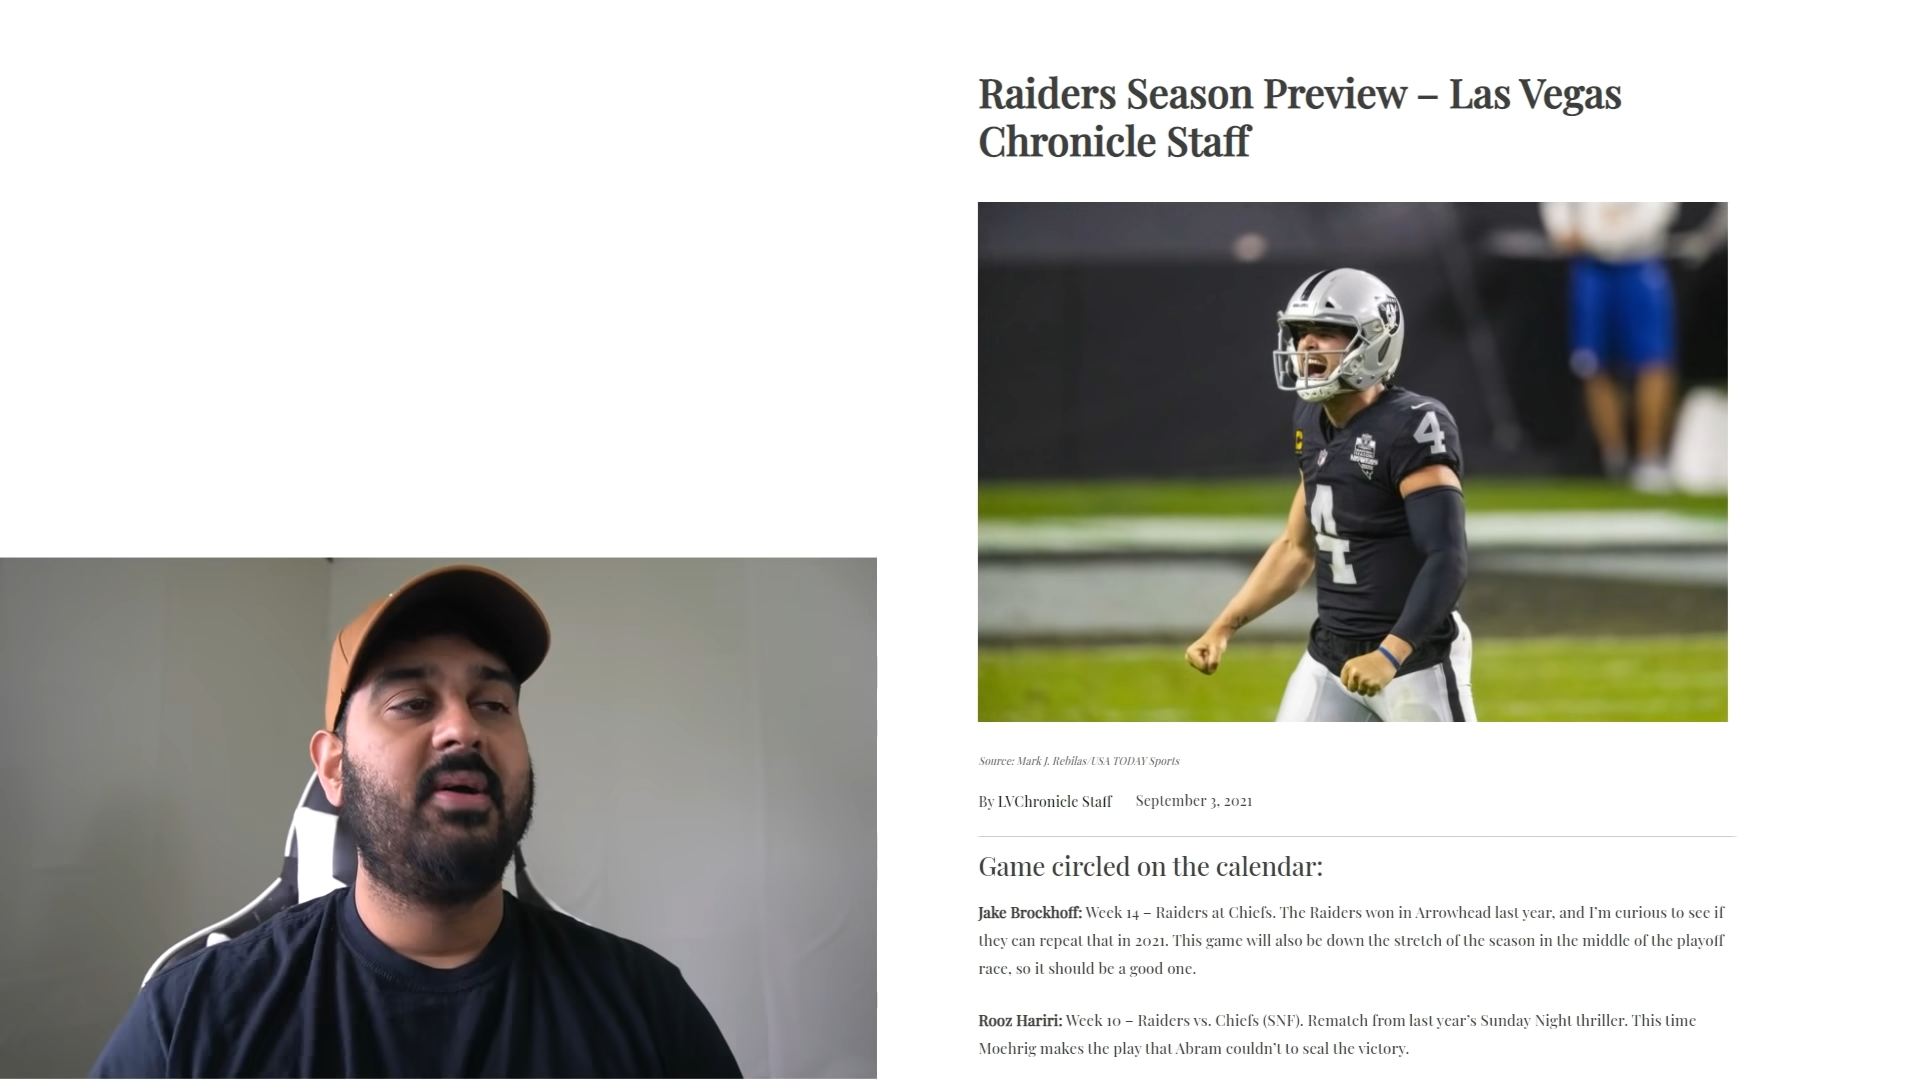 Raiders Season Preview – Las Vegas
Chronicle Staff
4
4
Source: Mark J. Rebilas/USA TODAY Sports
By LVChronicle Staff September 3, 2021
Game circled on the calendar:
Jake Brockhoff: Week 14 – Raiders at Chiefs. The Raiders won in Arrowhead last year, and I'm curious to see if
they can repeat that in 2021. This game will also be down the stretch of the season in the middle of the playoff
race, so it should be a good one.
Rooz Hariri: Week 10 – Raiders vs. Chiefs (SNF). Rematch from last year's Sunday Night thriller. This time
Moehrig makes the play that Abram couldn't to seal the victory.